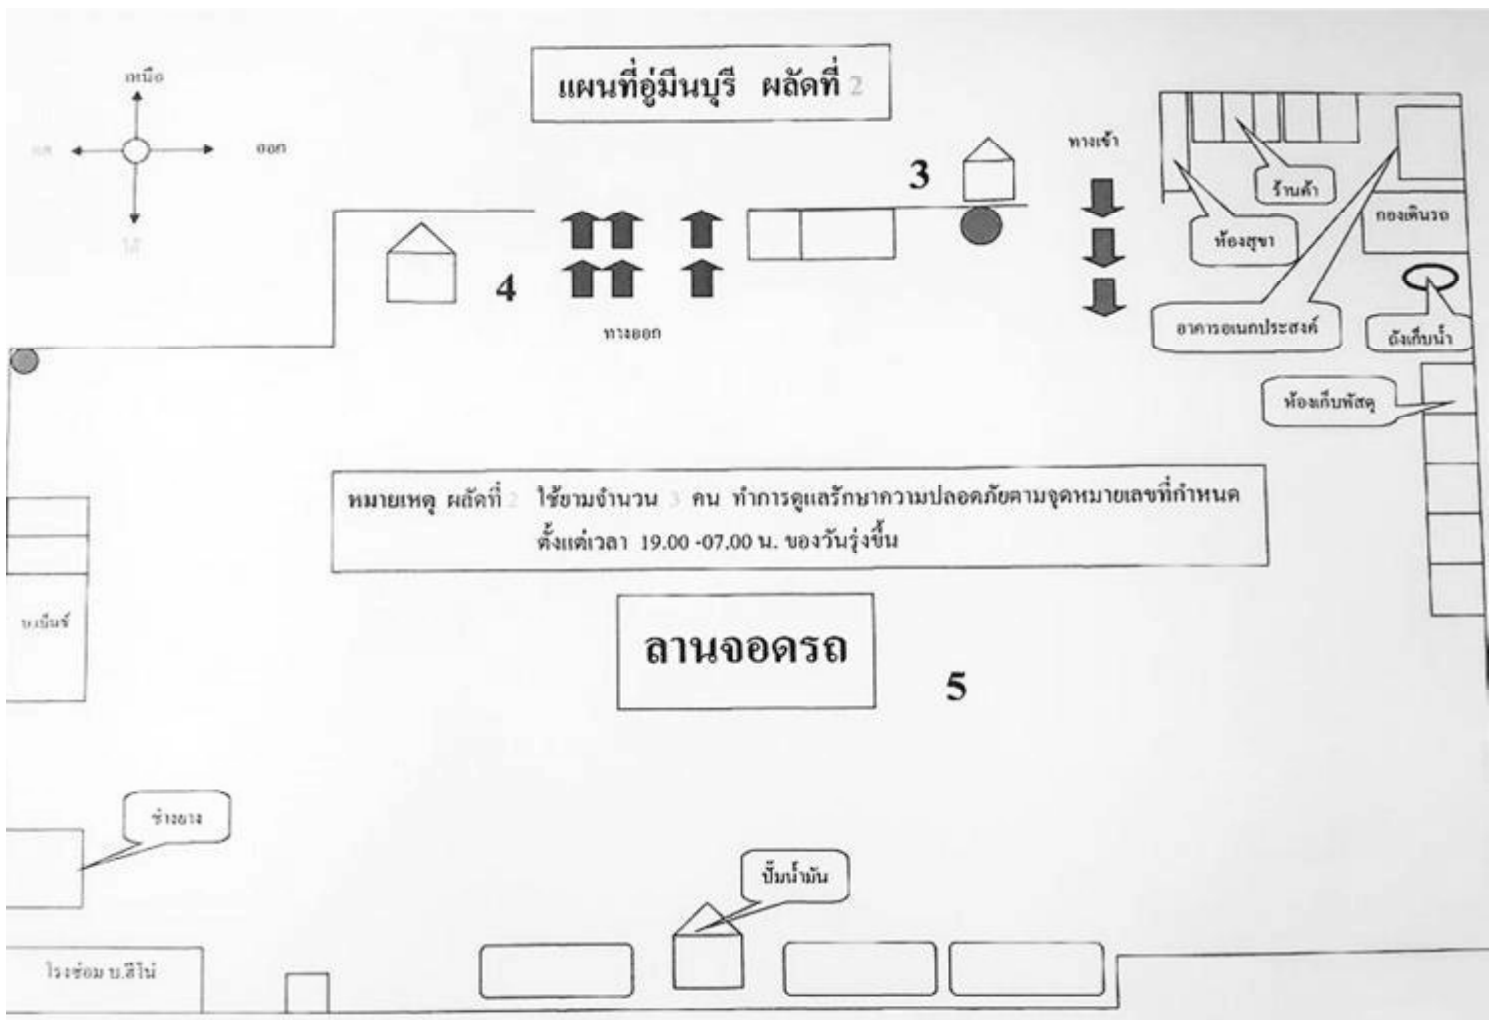 เหนือ
แผนที่อู่มีนบุรี ผลัดที่ 2
ออก
ใต้
3
ทางเข้า
ร้านค้า
กองเดินรถ
ห้องสุขา
4
ทางออก
อาคารอเนกประสงค์
ถังเก็บน้ำ
ห้องเก็บพัสดุ
หมายเหตุ ผลัดที่ 2 ใช้ยามจำนวน 3 คน ทำการดูแลรักษาความปลอดภัยตามจุดหมายเลขที่กำหนด
ตั้งแต่เวลา 19.00 -07.00 น. ของวันรุ่งขึ้น
บ.เบ็นซ์
ลานจอดรถ
5
ช่างยาง
ปั๊มน้ำมัน
โรงซ่อม บ.ฮีโน่